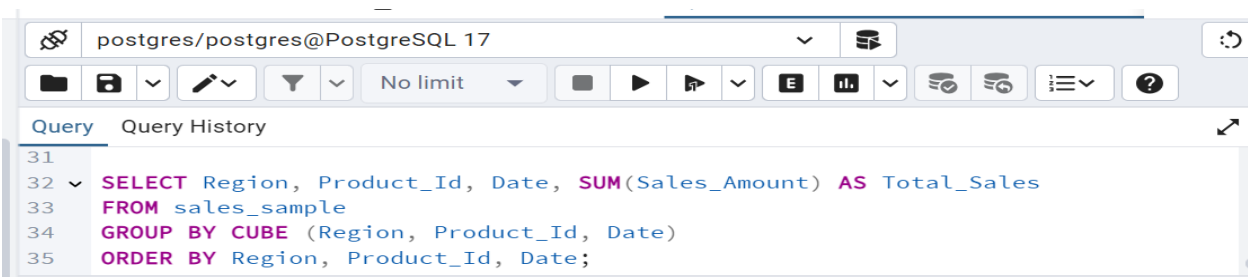 postgres/postgres@PostgreSQL 17
No limit
E
Query Query History
31
32 SELECT Region, Product_Id, Date, SUM(Sales_Amount) AS Total_Sales
33 FROM sales_sample
34 GROUP BY CUBE (Region, Product_Id, Date)
35 ORDER BY Region, Product_Id, Date;